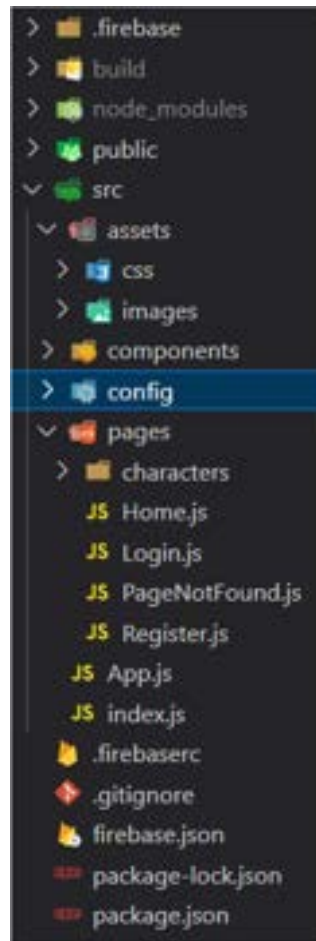 .firebase
build
node_modules
public
src
assets
css
images
components
config
pages
characters
JS Home.js
JS Login.js
JS PageNotFound.js
JS Register.js
JS App.js
JS index.js
.firebaserc
.gitignore
firebase.json
package-lock.json
package.json